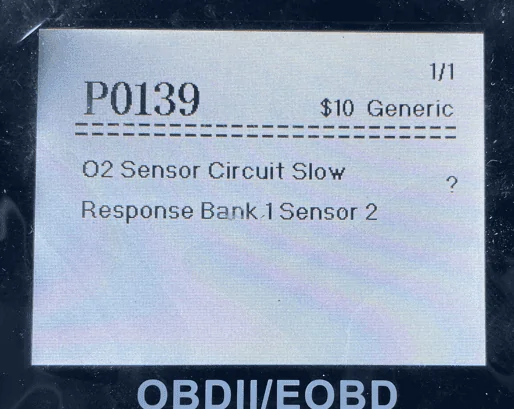 1/1
P0139
$10 Generic
O2 Sensor Circuit Slow
?
Response Bank 1 Sensor 2
OBDII/EOBD